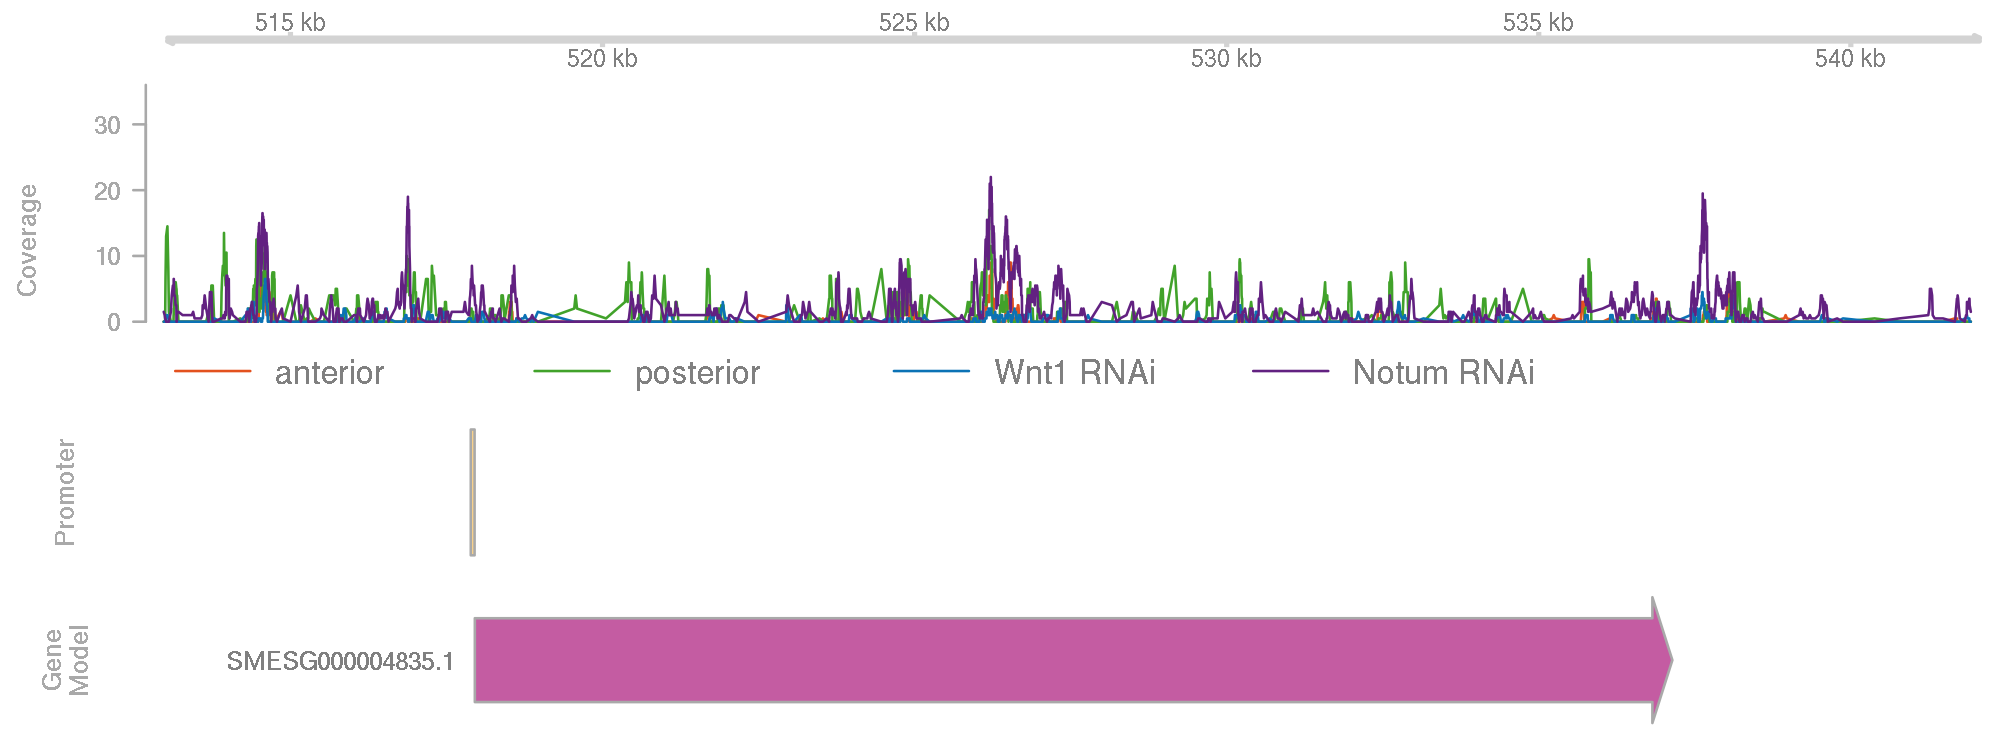 515 kb 525 kb 535 kb
520 kb 530 kb 540 kb
Coverage
30
20
10
0
anterior posterior Wnt1 RNAi Notum RNAi
Promoter
Gene
Model
SMESG000004835.1